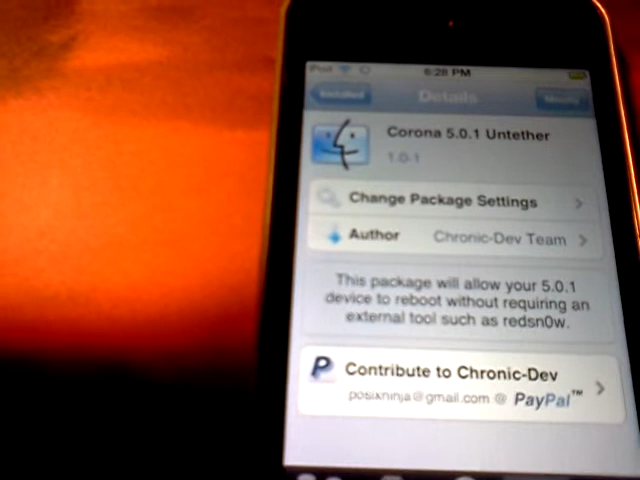 iPod 6:28 PM
Installed Details Modify
Corona 5.0.1 Untether
1.0-1
Change Package Settings
Author Chronic-Dev Team
This package will allow your 5.0.1
device to reboot without requiring an
external tool such as redsn0w.
P Contribute to Chronic-Dev
posixninja@gmail.com @ PayPal™